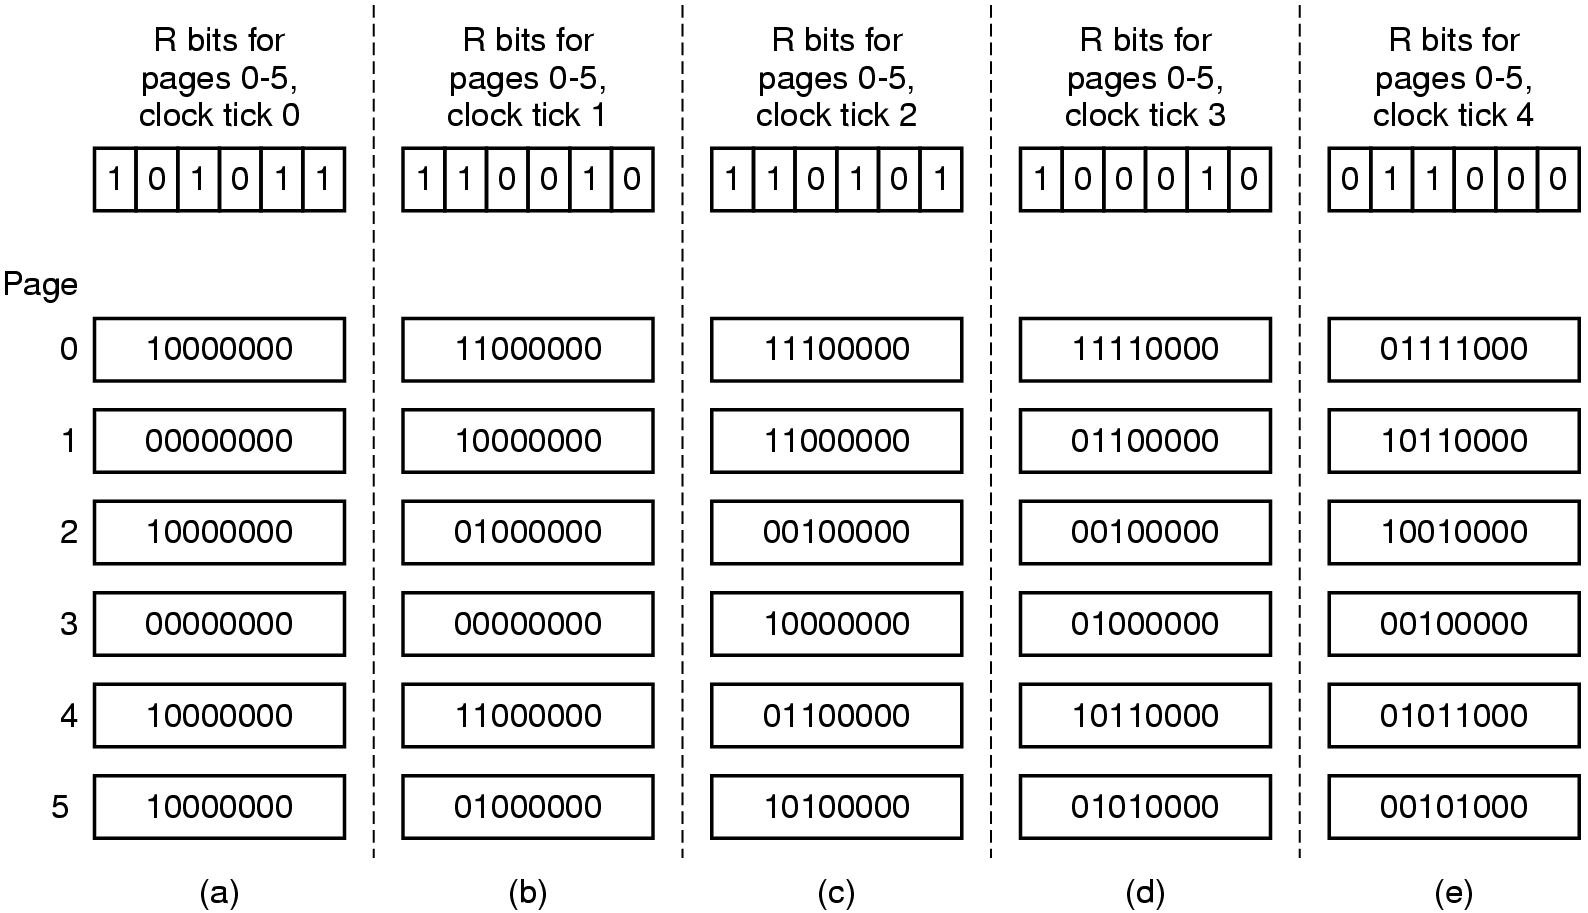 R bits for pages 0-5, clock tick 0
R bits for pages 0-5, clock tick 1
R bits for pages 0-5, clock tick 2
R bits for pages 0-5, clock tick 3
R bits for pages 0-5, clock tick 4
1 0 1 0 1 1
1 1 0 0 1 0
1 1 0 1 0 1
1 0 0 0 1 0
0 1 1 0 0 0
Page
0 10000000 11000000 11100000 11110000 01111000
1 00000000 10000000 11000000 01100000 10110000
2 10000000 01000000 00100000 00100000 10010000
3 00000000 00000000 10000000 01000000 00100000
4 10000000 11000000 01100000 10110000 01011000
5 10000000 01000000 10100000 01010000 00101000
(a) (b) (c) (d) (e)